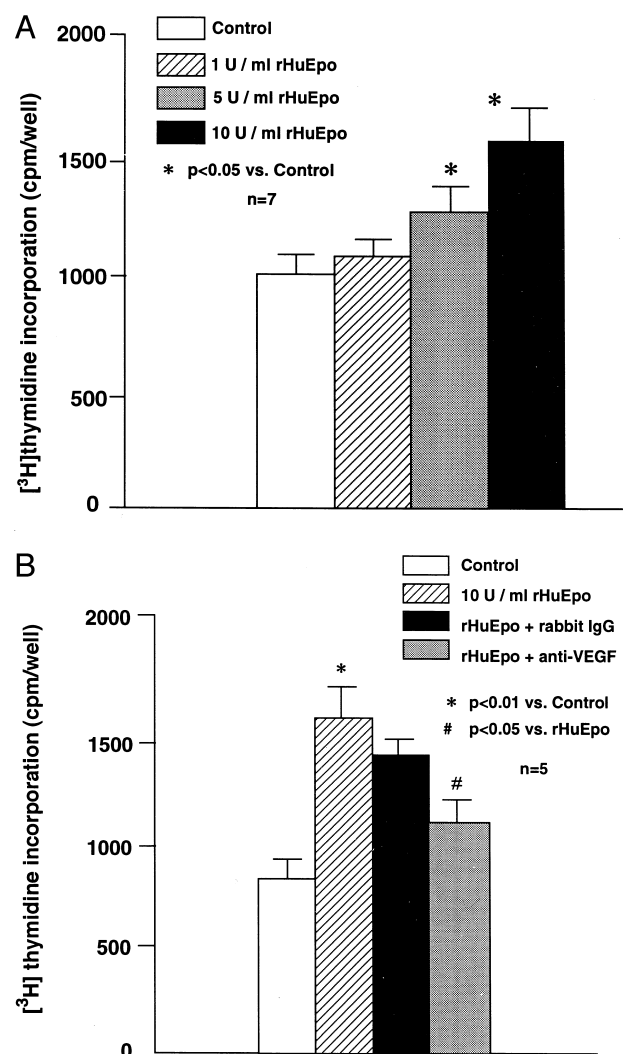 A
2000
1500
1000
500
0
[³H]thymidine incorporation (cpm/well)
Control
1 U / ml rHuEpo
5 U / ml rHuEpo
10 U / ml rHuEpo
* p<0.05 vs. Control
n=7
*
*
B
2000
1500
1000
500
0
[³H] thymidine incorporation (cpm/well)
Control
10 U / ml rHuEpo
rHuEpo + rabbit IgG
rHuEpo + anti-VEGF
* p<0.01 vs. Control
# p<0.05 vs. rHuEpo
n=5
*
#